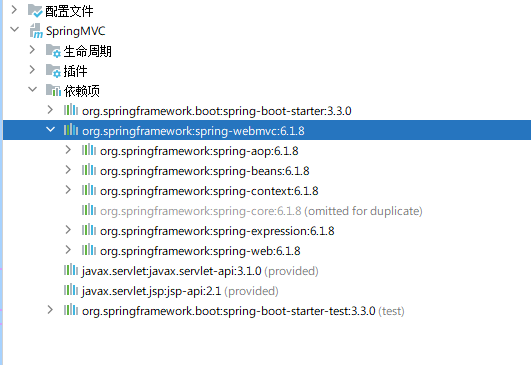 配置文件
SpringMVC
生命周期
插件
依赖项
org.springframework.boot:spring-boot-starter:3.3.0
org.springframework:spring-webmvc:6.1.8
org.springframework:spring-aop:6.1.8
org.springframework:spring-beans:6.1.8
org.springframework:spring-context:6.1.8
org.springframework:spring-core:6.1.8 (omitted for duplicate)
org.springframework:spring-expression:6.1.8
org.springframework:spring-web:6.1.8
javax.servlet:javax.servlet-api:3.1.0 (provided)
javax.servlet.jsp:jsp-api:2.1 (provided)
org.springframework.boot:spring-boot-starter-test:3.3.0 (test)